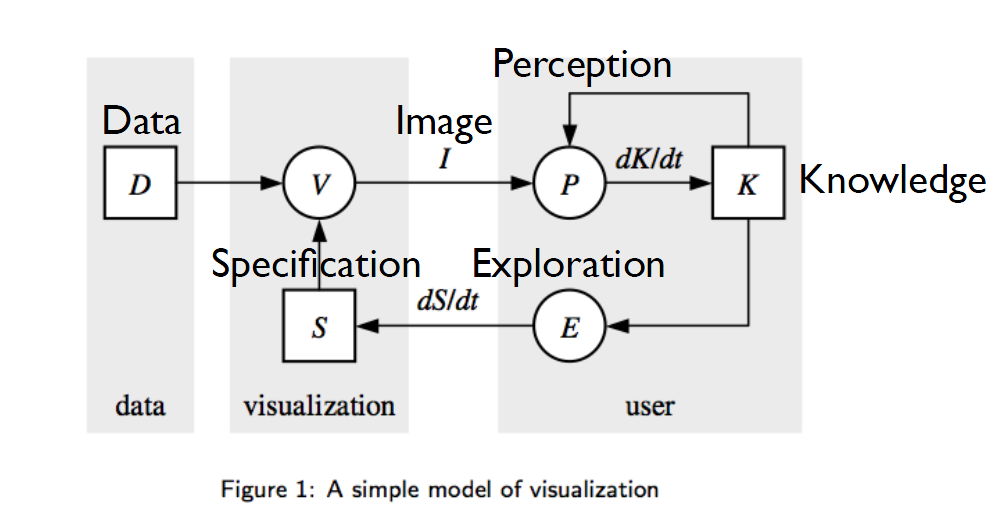 Perception
Data
Image
I
dK/dt
D
V
P
K
Knowledge
Specification
Exploration
dS/dt
S
E
data
visualization
user
Figure 1: A simple model of visualization